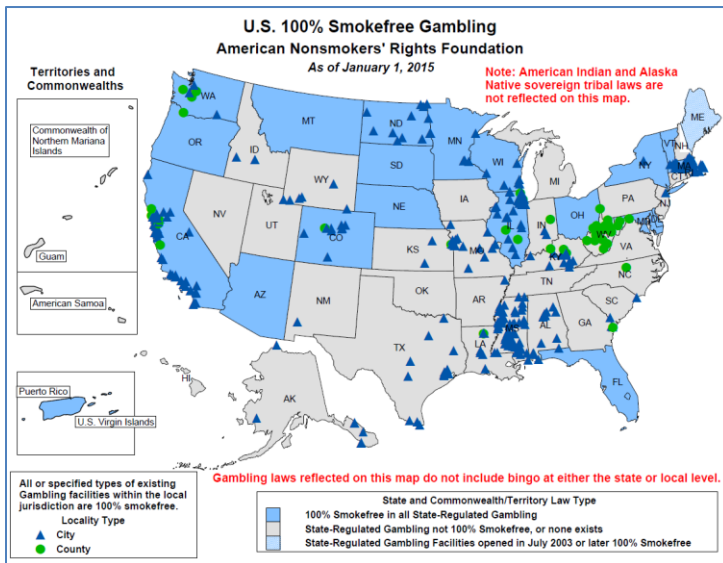 U.S. 100% Smokefree Gambling
American Nonsmokers' Rights Foundation
As of January 1, 2015
Territories and
Commonwealths
Note: American Indian and Alaska
Native sovereign tribal laws are
not reflected on this map.
Commonwealth of
Northern Mariana
Islands
Guam
American Samoa
Puerto Rico
U.S. Virgin Islands
WA
MT
ND
MN
ME
OR
ID
SD
WI
VT
NH
NY
MA
WY
MI
CT
RI
NE
IA
PA
NJ
NV
UT
CO
IL
IN
OH
MD
DE
CA
KS
MO
WV
VA
KY
NC
TN
AZ
NM
OK
AR
SC
MS
AL
GA
TX
LA
FL
HI
AK
Gambling laws reflected on this map do not include bingo at either the state or local level.
All or specified types of existing
Gambling facilities within the local
jurisdiction are 100% smokefree.
Locality Type
City
County
State and Commonwealth/Territory Law Type
100% Smokefree in all State-Regulated Gambling
State-Regulated Gambling not 100% Smokefree, or none exists
State-Regulated Gambling Facilities opened in July 2003 or later 100% Smokefree